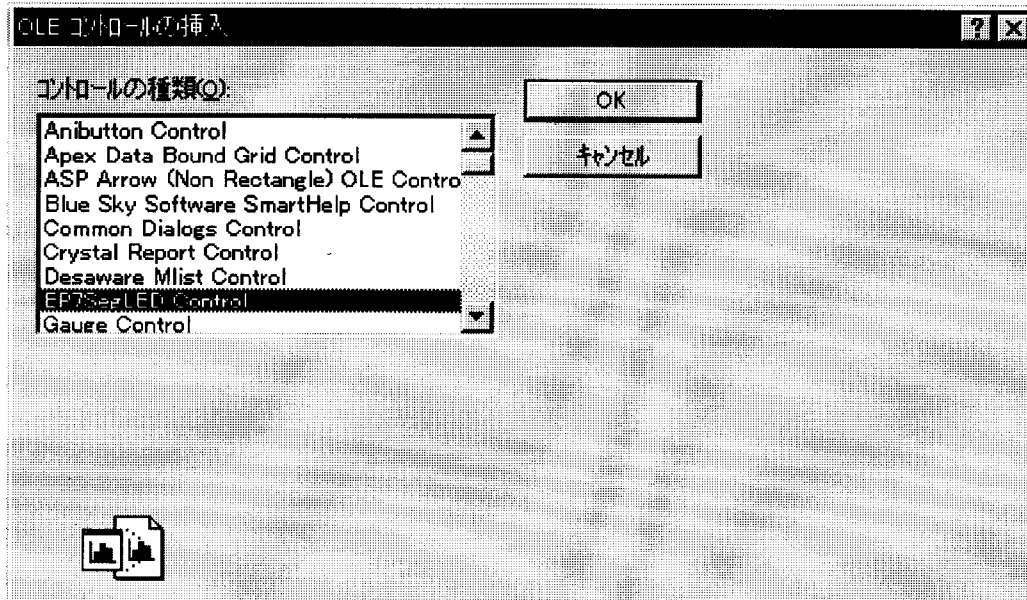 OLE コントロールの挿入
コントロールの種類(O):
Anibutton Control
Apex Data Bound Grid Control
ASP Arrow (Non Rectangle) OLE Contro
Blue Sky Software SmartHelp Control
Common Dialogs Control
Crystal Report Control
Desaware Mlist Control
EP7SegLED Control
Gauge Control
OK
キャンセル